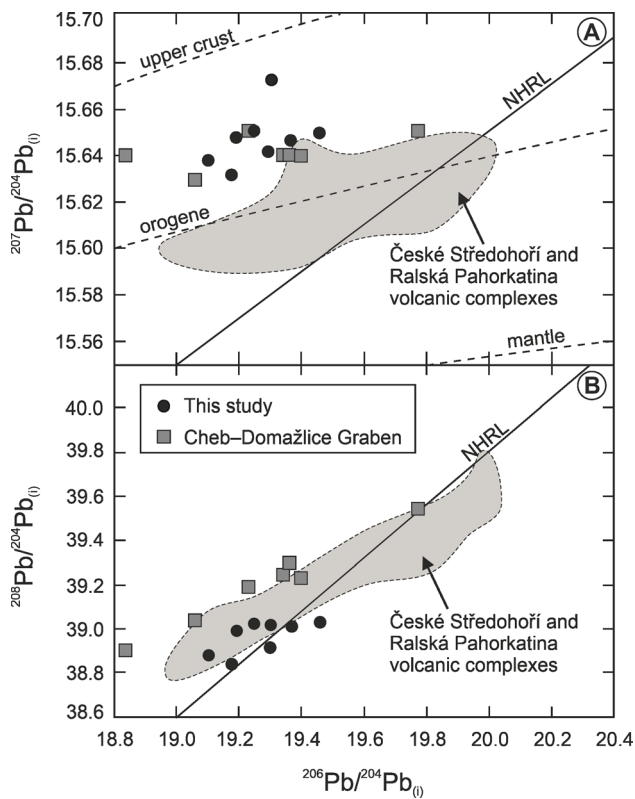 15.70
15.68
15.66
15.64
15.62
15.60
15.58
15.56
207Pb/204Pb(i)
upper crust
A
NHRL
orogene
České Středohoří and
Ralská Pahorkatina
volcanic complexes
mantle
B
This study
Cheb–Domažlice Graben
NHRL
40.0
39.8
39.6
39.4
39.2
39.0
38.8
38.6
208Pb/204Pb(i)
České Středohoří and
Ralská Pahorkatina
volcanic complexes
18.8 19.0 19.2 19.4 19.6 19.8 20.0 20.2 20.4
206Pb/204Pb(i)